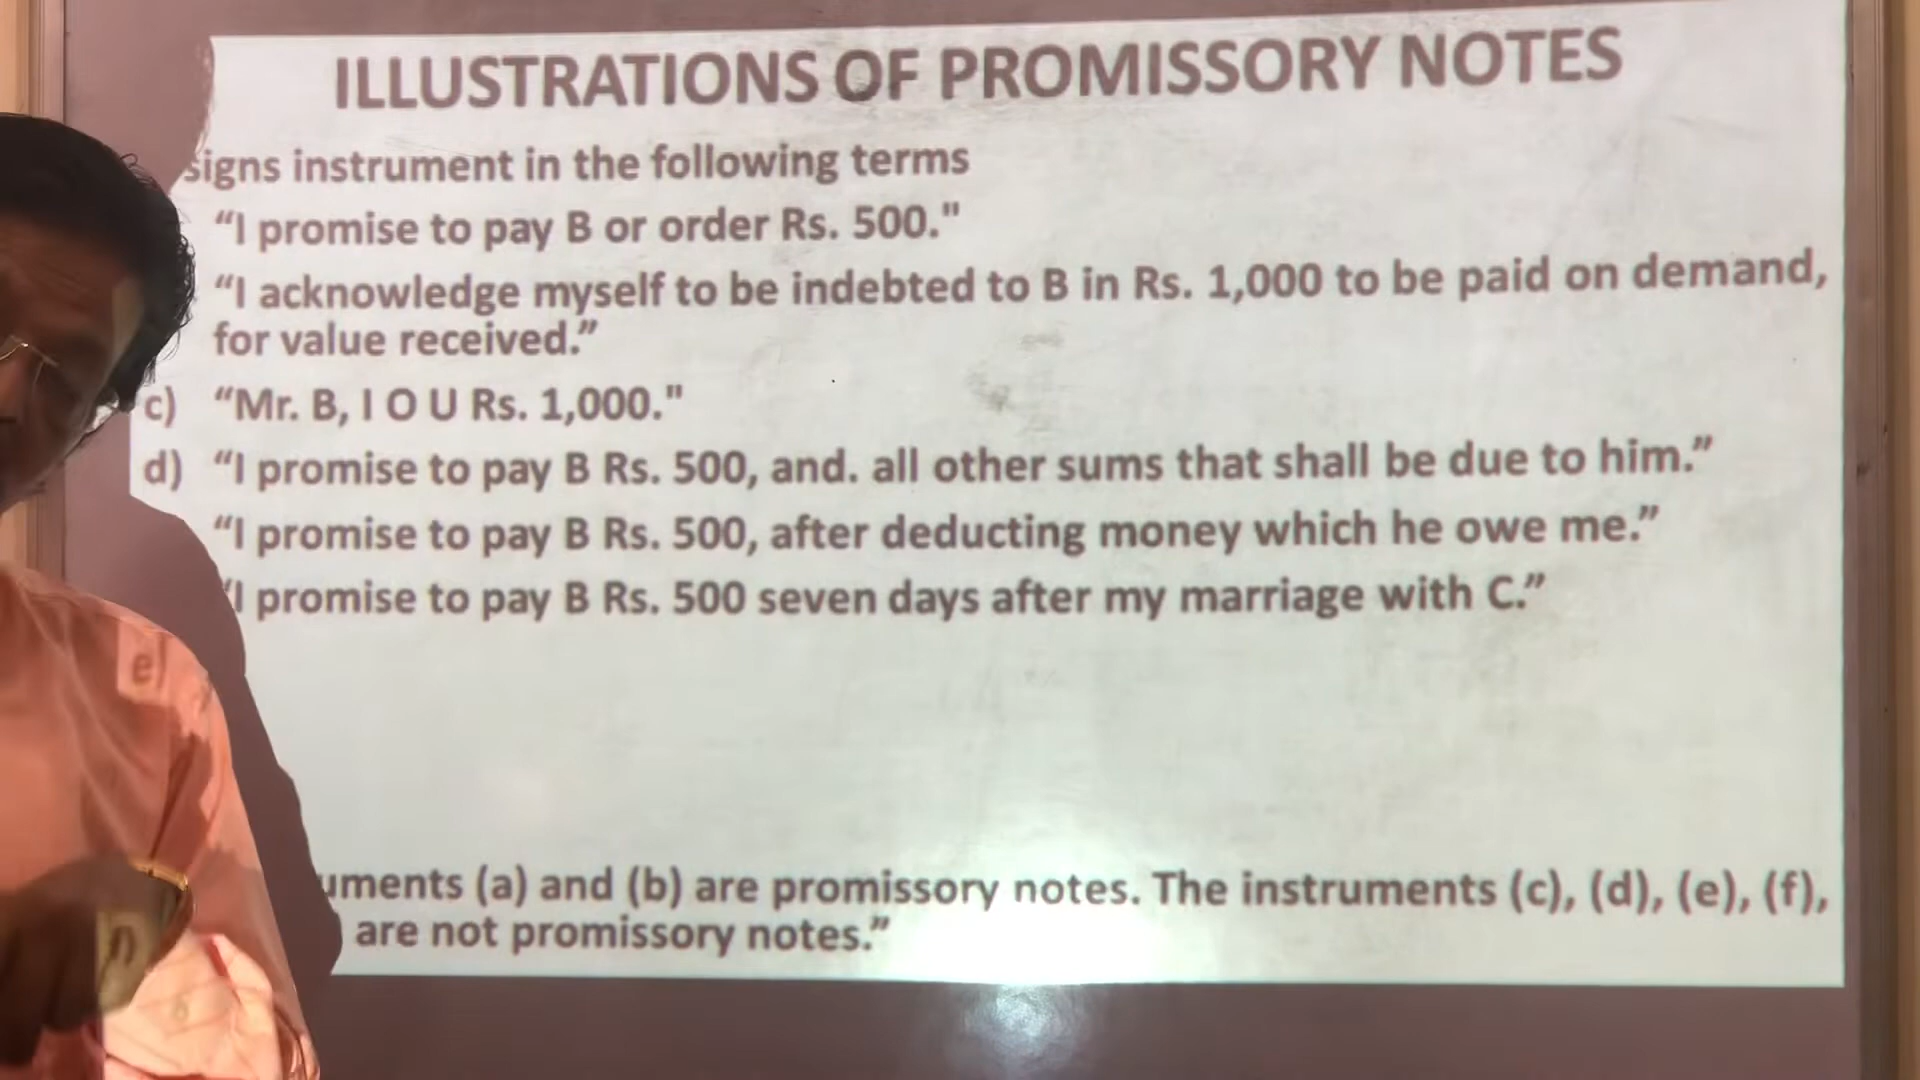 ILLUSTRATIONS OF PROMISSORY NOTES
signs instrument in the following terms
“I promise to pay B or order Rs. 500."
“I acknowledge myself to be indebted to B in Rs. 1,000 to be paid on demand,
for value received.”
c) “Mr. B, I O U Rs. 1,000."
d) “I promise to pay B Rs. 500, and. all other sums that shall be due to him.”
“I promise to pay B Rs. 500, after deducting money which he owe me.”
“I promise to pay B Rs. 500 seven days after my marriage with C.”
e)
(a) and (b) are promissory notes. The instruments (c), (d), (e), (f),
are not promissory notes.”